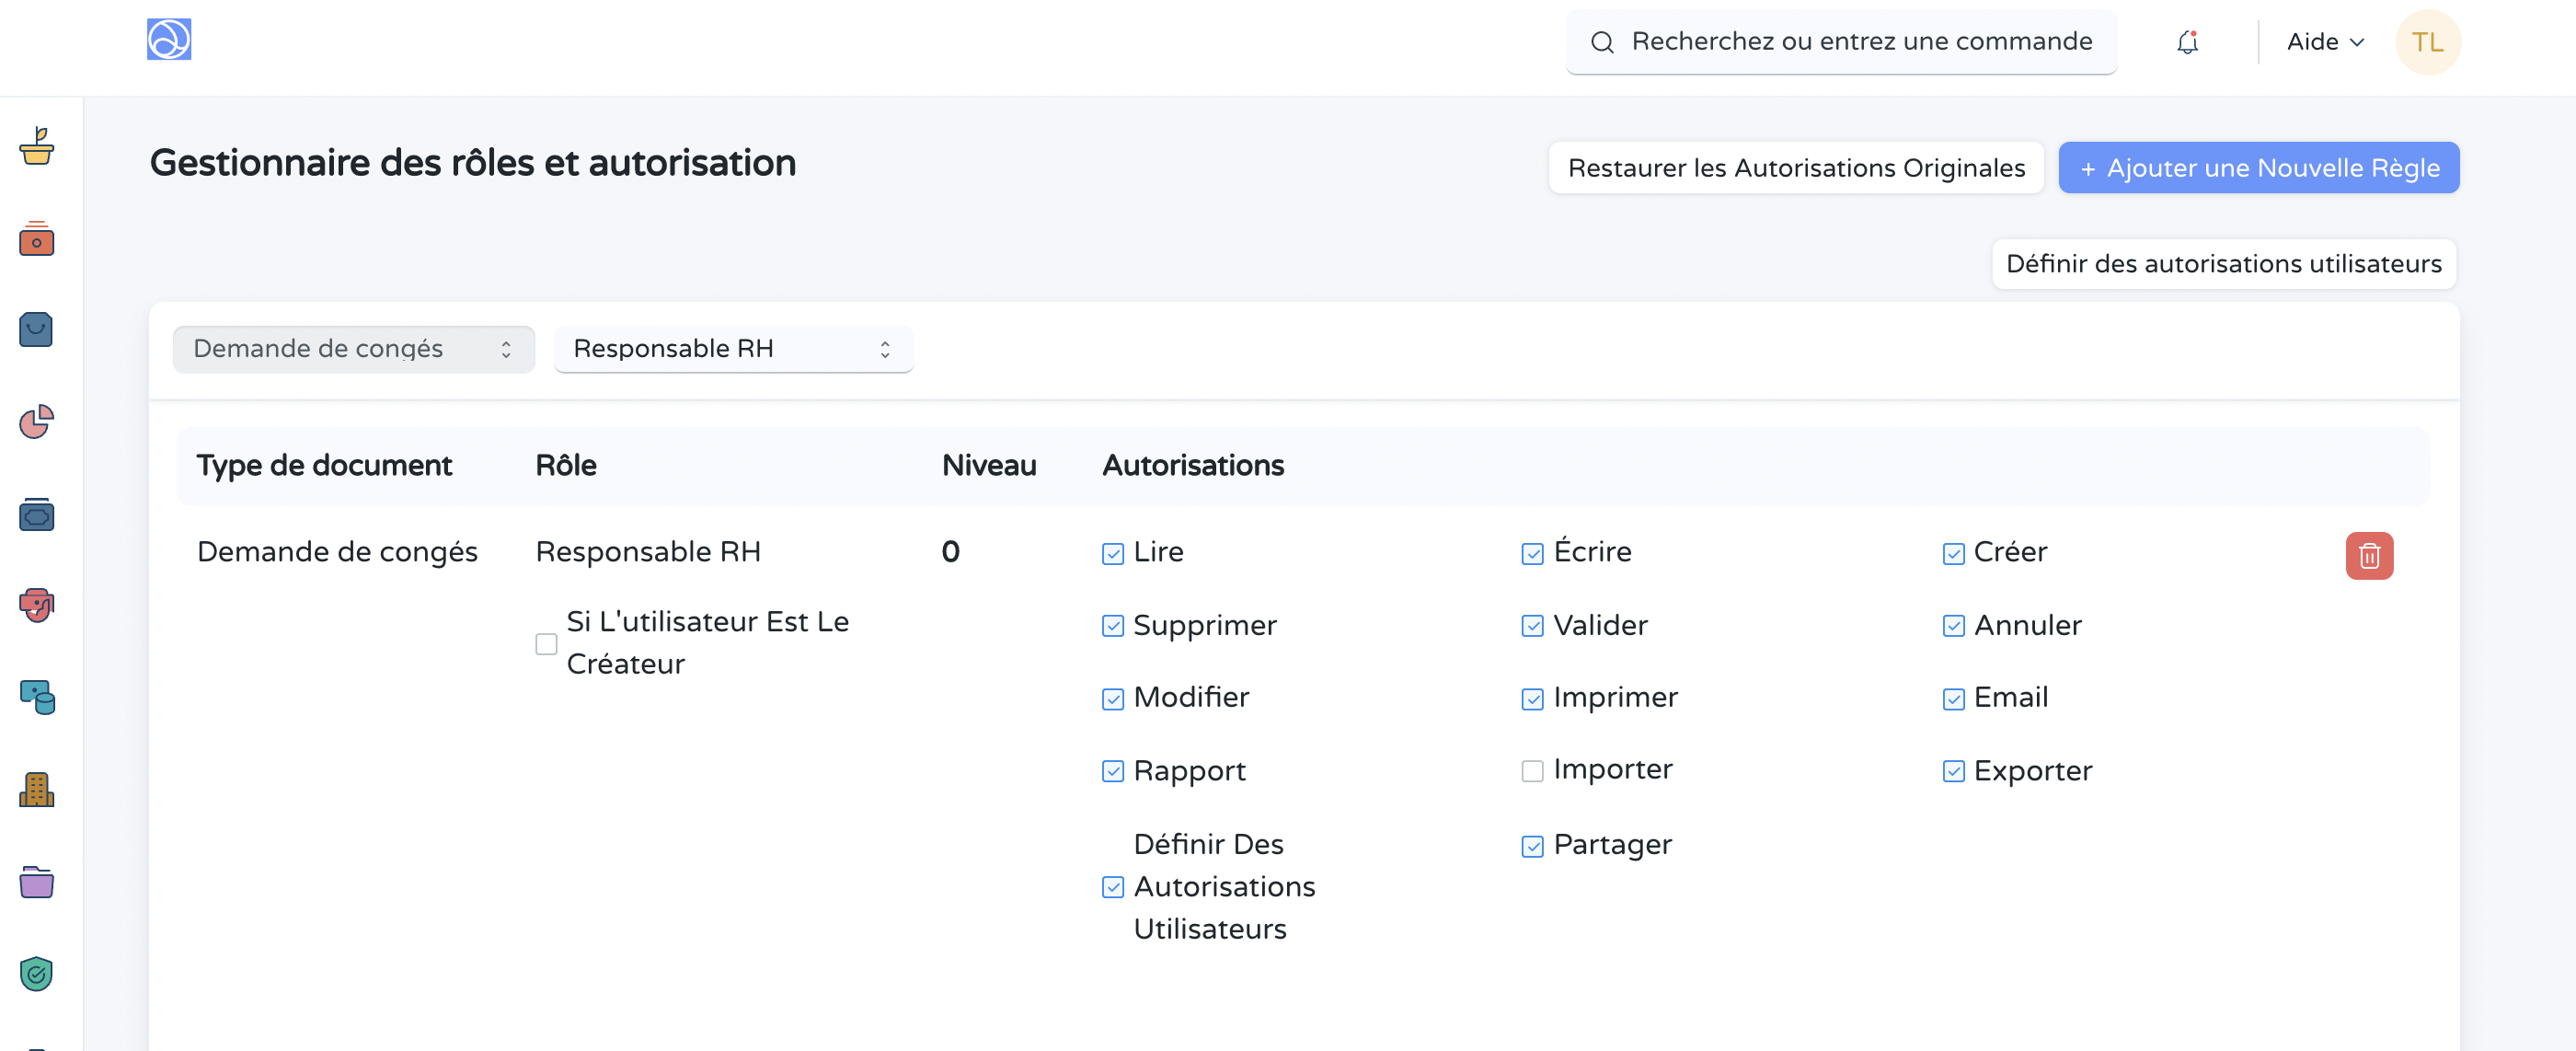 Recherchez ou entrez une commande
Aide
TL
Gestionnaire des rôles et autorisation
Restaurer les Autorisations Originales
+ Ajouter une Nouvelle Règle
Définir des autorisations utilisateurs
Demande de congés
Responsable RH
Type de document Rôle Niveau Autorisations
Demande de congés Responsable RH 0 Lire Écrire Créer
Si L'utilisateur Est Le
Créateur
Supprimer Valider Annuler
Modifier Imprimer Email
Rapport Importer Exporter
Définir Des
Autorisations
Utilisateurs
Partager